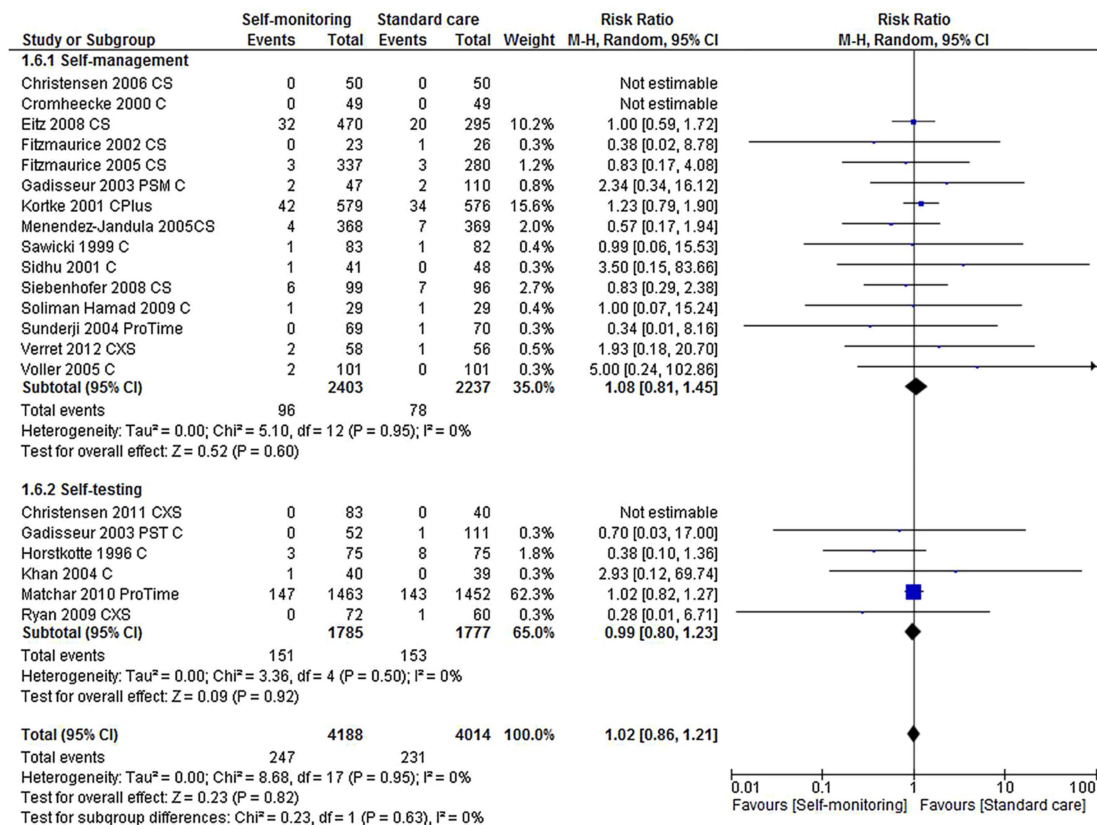 Self-monitoring Standard care Risk Ratio Risk Ratio
Study or Subgroup Events Total Events Total Weight M-H, Random, 95% CI M-H, Random, 95% CI
1.6.1 Self-management
Christensen 2006 CS 0 50 0 50 Not estimable
Cromheecke 2000 C 0 49 0 49 Not estimable
Eitz 2008 CS 32 470 20 295 10.2% 1.00 [0.59, 1.72]
Fitzmaurice 2002 CS 0 23 1 26 0.3% 0.38 [0.02, 8.78]
Fitzmaurice 2005 CS 3 337 3 280 1.2% 0.83 [0.17, 4.08]
Gadisseur 2003 PSM C 2 47 2 110 0.8% 2.34 [0.34, 16.12]
Kortke 2001 CPlus 42 579 34 576 15.6% 1.23 [0.79, 1.90]
Menendez-Jandula 2005CS 4 368 7 369 2.0% 0.57 [0.17, 1.94]
Sawicki 1999 C 1 83 1 82 0.4% 0.99 [0.06, 15.53]
Sidhu 2001 C 1 41 0 48 0.3% 3.50 [0.15, 83.66]
Siebenhofer 2008 CS 6 99 7 96 2.7% 0.83 [0.29, 2.38]
Soliman Hamad 2009 C 1 29 1 29 0.4% 1.00 [0.07, 15.24]
Sunderji 2004 ProTime 0 69 1 70 0.3% 0.34 [0.01, 8.16]
Verret 2012 CXS 2 58 1 56 0.5% 1.93 [0.18, 20.70]
Voller 2005 C 2 101 0 101 0.3% 5.00 [0.24, 102.86]
Subtotal (95% CI) 2403 2237 35.0% 1.08 [0.81, 1.45]
Total events 96 78
Heterogeneity: Tau² = 0.00; Chi² = 5.10, df = 12 (P = 0.95); I² = 0%
Test for overall effect: Z = 0.52 (P = 0.60)
1.6.2 Self-testing
Christensen 2011 CXS 0 83 0 40 Not estimable
Gadisseur 2003 PST C 0 52 1 111 0.3% 0.70 [0.03, 17.00]
Horstkotte 1996 C 3 75 8 75 1.8% 0.38 [0.10, 1.36]
Khan 2004 C 1 40 0 39 0.3% 2.93 [0.12, 69.74]
Matchar 2010 ProTime 147 1463 143 1452 62.3% 1.02 [0.82, 1.27]
Ryan 2009 CXS 0 72 1 60 0.3% 0.28 [0.01, 6.71]
Subtotal (95% CI) 1785 1777 65.0% 0.99 [0.80, 1.23]
Total events 151 153
Heterogeneity: Tau² = 0.00; Chi² = 3.36, df = 4 (P = 0.50); I² = 0%
Test for overall effect: Z = 0.09 (P = 0.92)
Total (95% CI) 4188 4014 100.0% 1.02 [0.86, 1.21]
Total events 247 231
Heterogeneity: Tau² = 0.00; Chi² = 8.68, df = 17 (P = 0.95); I² = 0%
Test for overall effect: Z = 0.23 (P = 0.82)
Test for subgroup differences: Chi² = 0.23, df = 1 (P = 0.63), I² = 0%
0.01 0.1 1 10 100
Favours [Self-monitoring] Favours [Standard care]